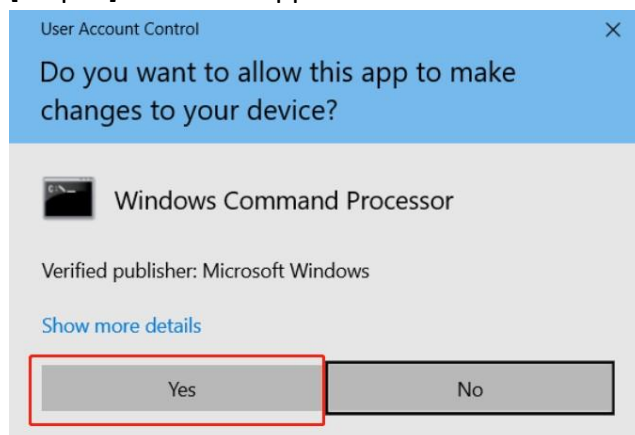 User Account Control
Do you want to allow this app to make
changes to your device?
C:\_
Windows Command Processor
Verified publisher: Microsoft Windows
Show more details
Yes
No